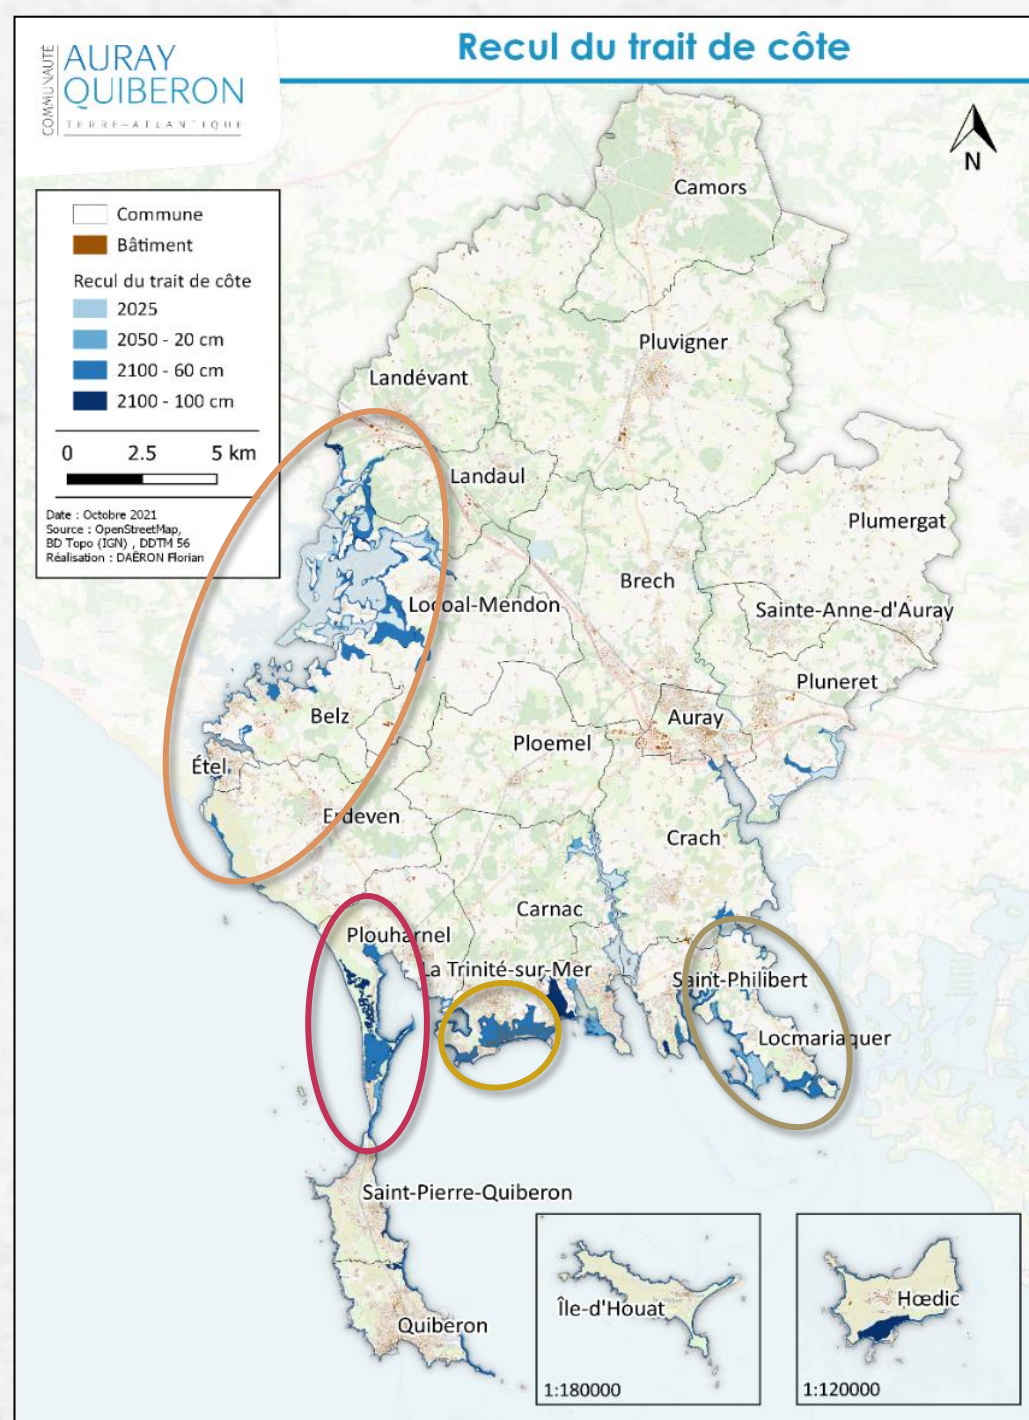 COMMUNAUTÉ
AURAY
QUIBERON
TERRE-ATLANTIQUE
Recul du trait de côte
N
Commune
Bâtiment
Recul du trait de côte
2025
2050 - 20 cm
2100 - 60 cm
2100 - 100 cm
0 2.5 5 km
Date : Octobre 2021
Source : OpenStreetMap,
BD Topo (IGN) , DDTM 56
Réalisation : DAËRON Florian
Camors
Pluvigner
Landévant
Landaul
Plumergat
Brech
Locoal-Mendon
Sainte-Anne-d'Auray
Pluneret
Belz
Auray
Ploemel
Étel
Erdeven
Crach
Carnac
Plouharnel
La Trinité-sur-Mer
Saint-Philibert
Locmariaquer
Saint-Pierre-Quiberon
Quiberon
Île-d'Houat
1:180000
Hœdic
1:120000